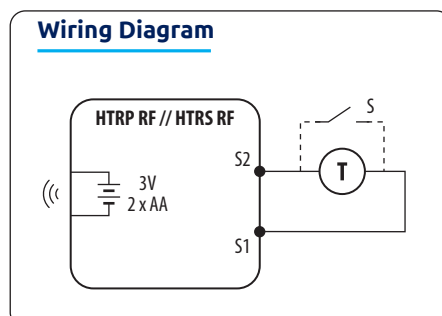 Wiring Diagram
HTRP RF // HTRS RF
S
S2
T
3V
2 x AA
S1